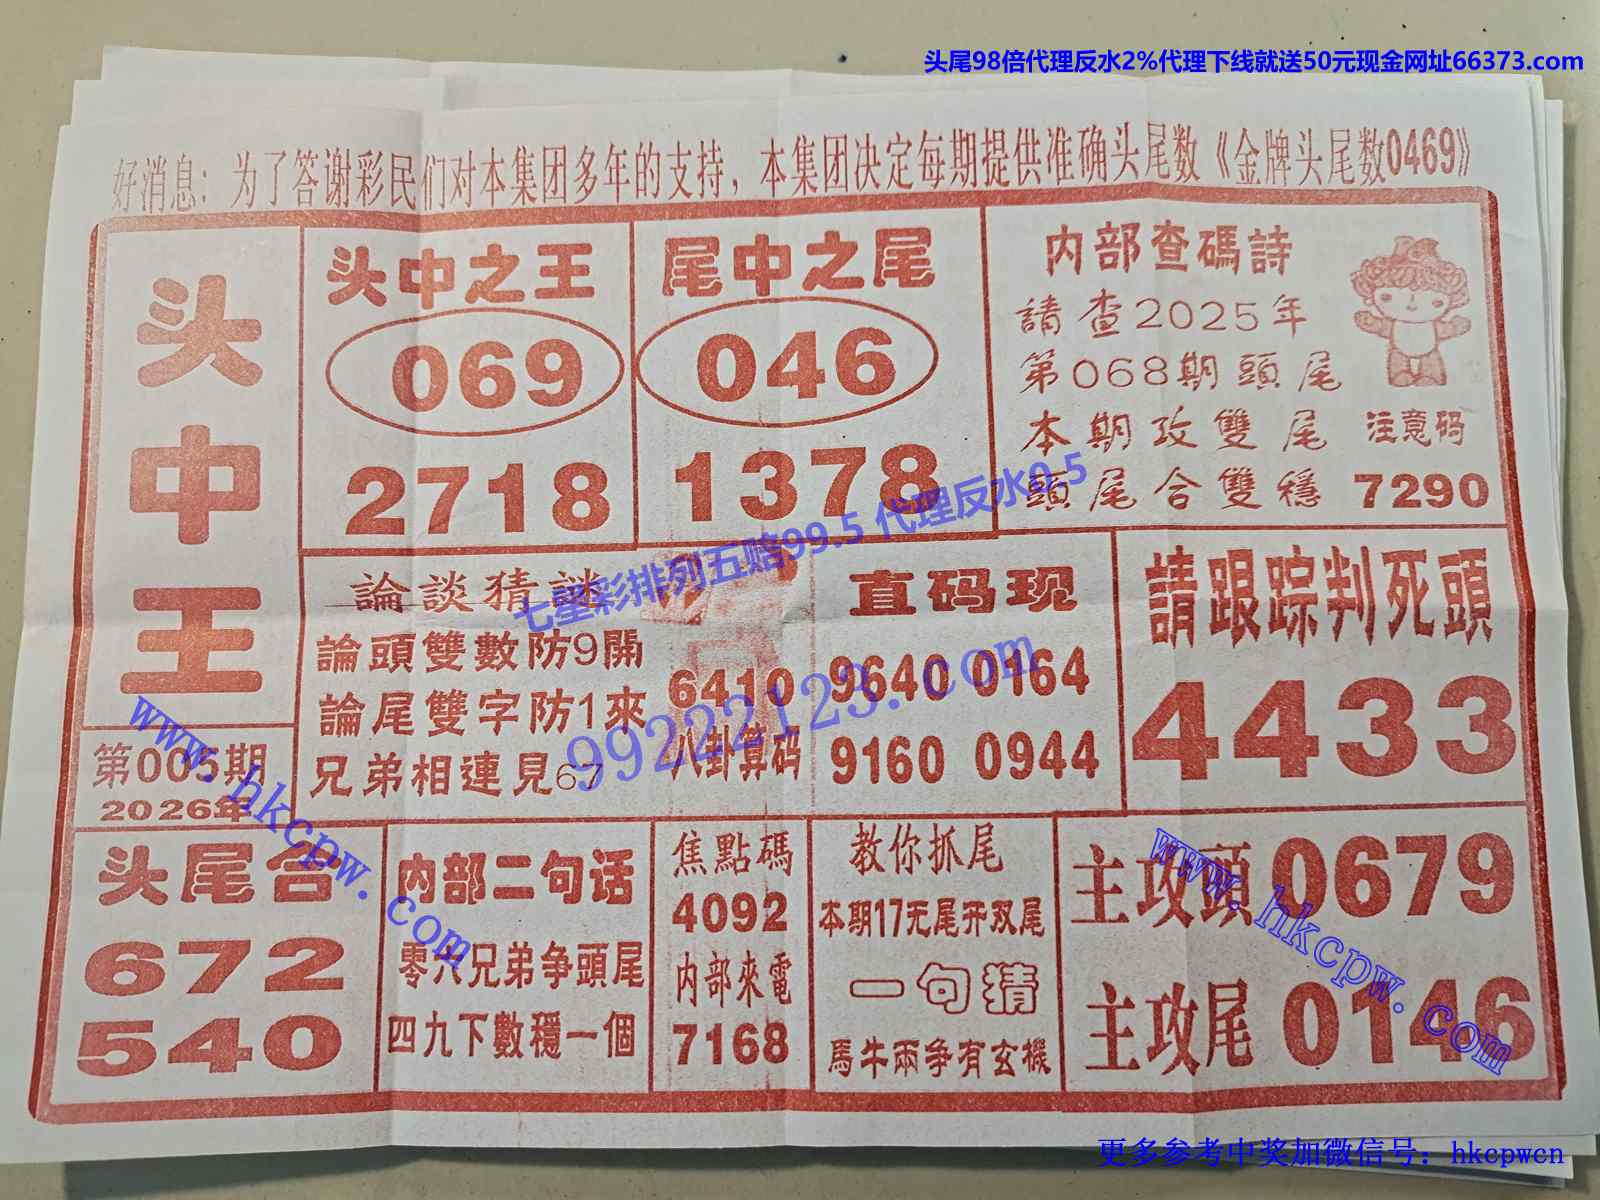 头尾98倍代理反水2%代理下线就送50元现金网址66373.com
好消息：为了答谢彩民们对本集团多年的支持，本集团决定每期提供准确头尾数《金牌头尾数0469》
头中王
第005期
2026年
头中之王
069
2718
尾中之尾
046
1378
内部查碼詩
請查2025年
第068期頭尾
本期攻雙尾
頭尾合雙穩
注意码
7290
論談猜謎
論頭雙數防9開
論尾雙字防1來
兄弟相連見67
6410
八卦算码
直码现
9640 0164
9160 0944
請跟踪判死頭
4433
七星彩排列五赔99.5 代理反水0.5
99222123.com
www.hkcpw.com
头尾合
672
540
内部二句话
零六兄弟争頭尾
四九下數穩一個
焦點碼
4092
内部來電
7168
教你抓尾
本期17无尾开双尾
一句猜
馬牛兩争有玄機
主攻頭0679
主攻尾0146
www.hkcpw.com
更多参考中奖加微信号：hkcpwcn